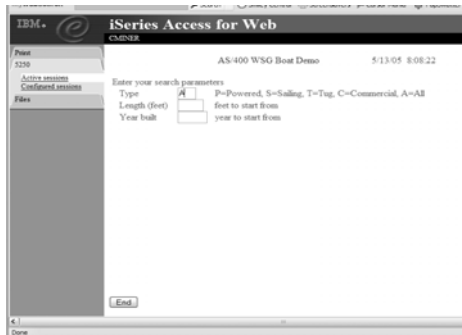 IBM.
iSeries Access for Web
CMINER
Print
5250
Active sessions
Configured sessions
Files
AS/400 WSG Boat Demo 5/13/05 8:08:22
Enter your search parameters
Type A P=Powered, S=Sailing, T=Tug, C=Commercial, A=All
Length (feet) feet to start from
Year built year to start from
End
Done